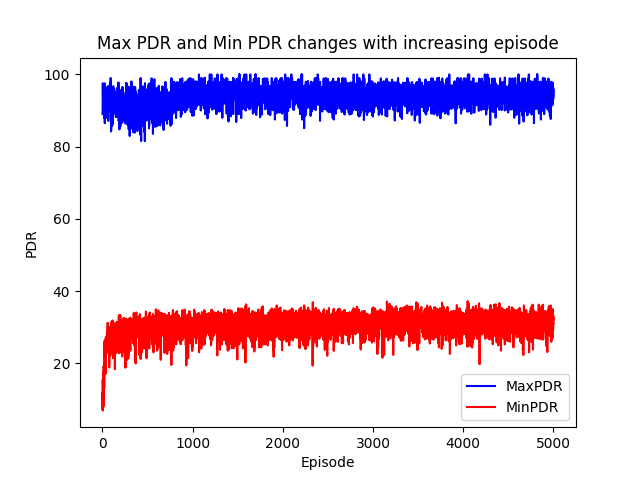 Max PDR and Min PDR changes with increasing episode
100
80
60
40
20
PDR
0 1000 2000 3000 4000 5000
Episode
MaxPDR
MinPDR